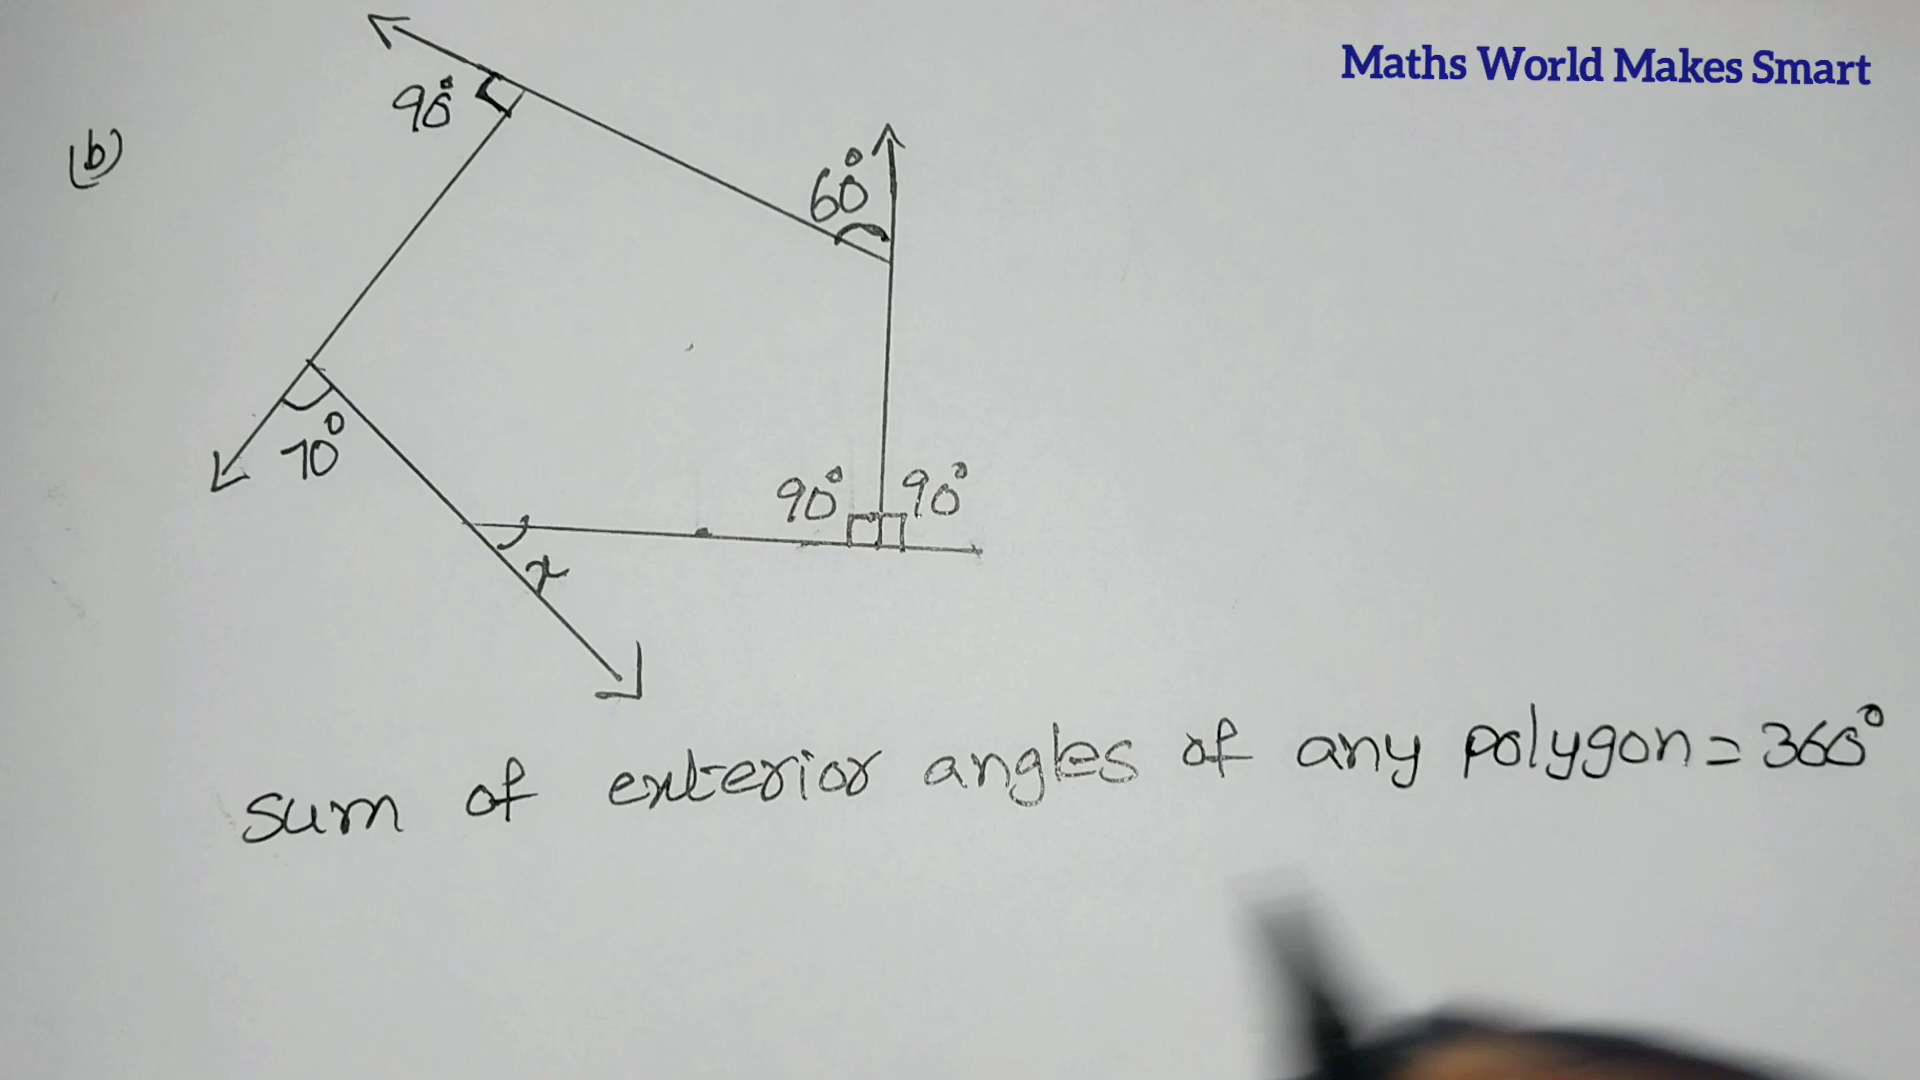 Maths World Makes Smart
(b)
90°
60°
70°
90° 90°
x
sum of exterior angles of any polygon = 360°